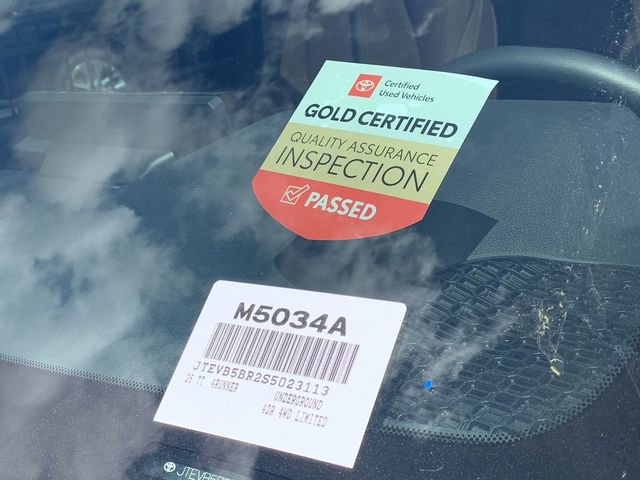 Certified
Used Vehicles
GOLD CERTIFIED
QUALITY ASSURANCE
INSPECTION
PASSED
M5034A
JTEVB5BR2S5023113
25 TT 4RUNNER
UNDERGROUND
4DR 4WD LIMITED